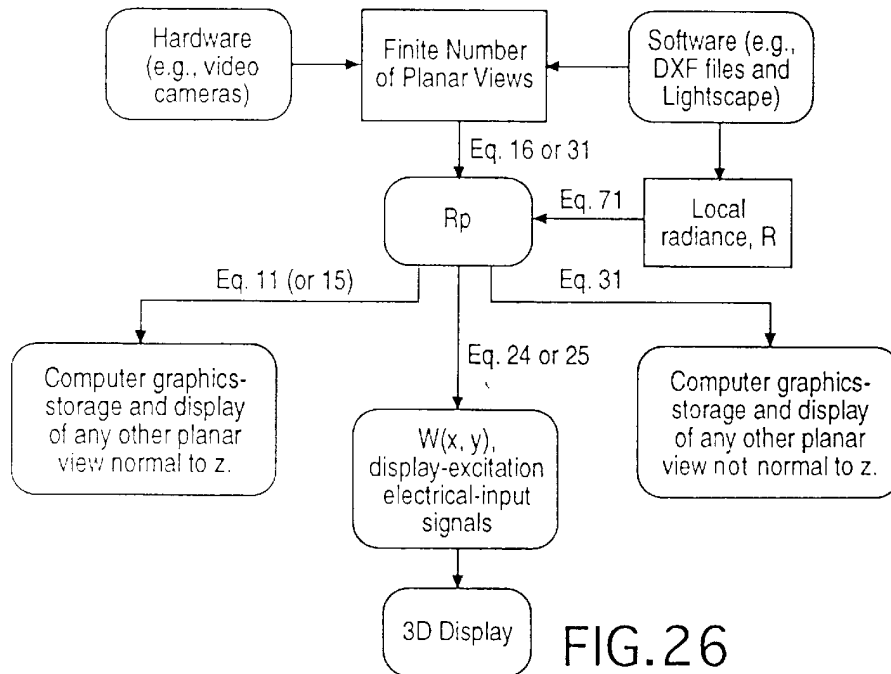 Hardware
(e.g., video
cameras)
Finite Number
of Planar Views
Software (e.g.,
DXF files and
Lightscape)
Eq. 16 or 31
Rp
Eq. 71
Local
radiance, R
Eq. 11 (or 15)
Eq. 31
Eq. 24 or 25
Computer graphics-
storage and display
of any other planar
view normal to z.
W(x, y),
display-excitation
electrical-input
signals
Computer graphics-
storage and display
of any other planar
view not normal to z.
3D Display
FIG.26